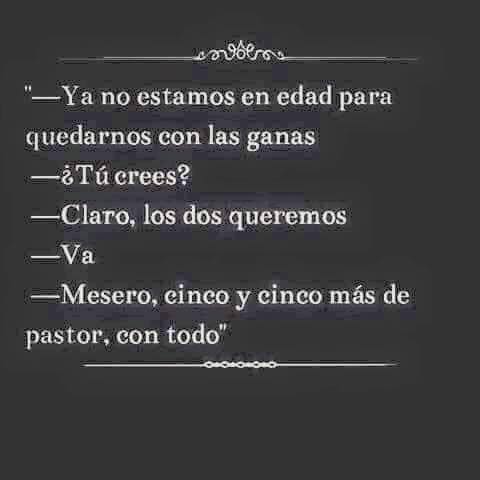 "—Ya no estamos en edad para
quedarnos con las ganas
—¿Tú crees?
—Claro, los dos queremos
—Va
—Mesero, cinco y cinco más de
pastor, con todo"